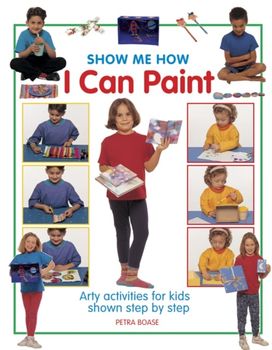 SHOW ME HOW
I Can Paint
Arty activities for kids
shown step by step
PETRA BOASE